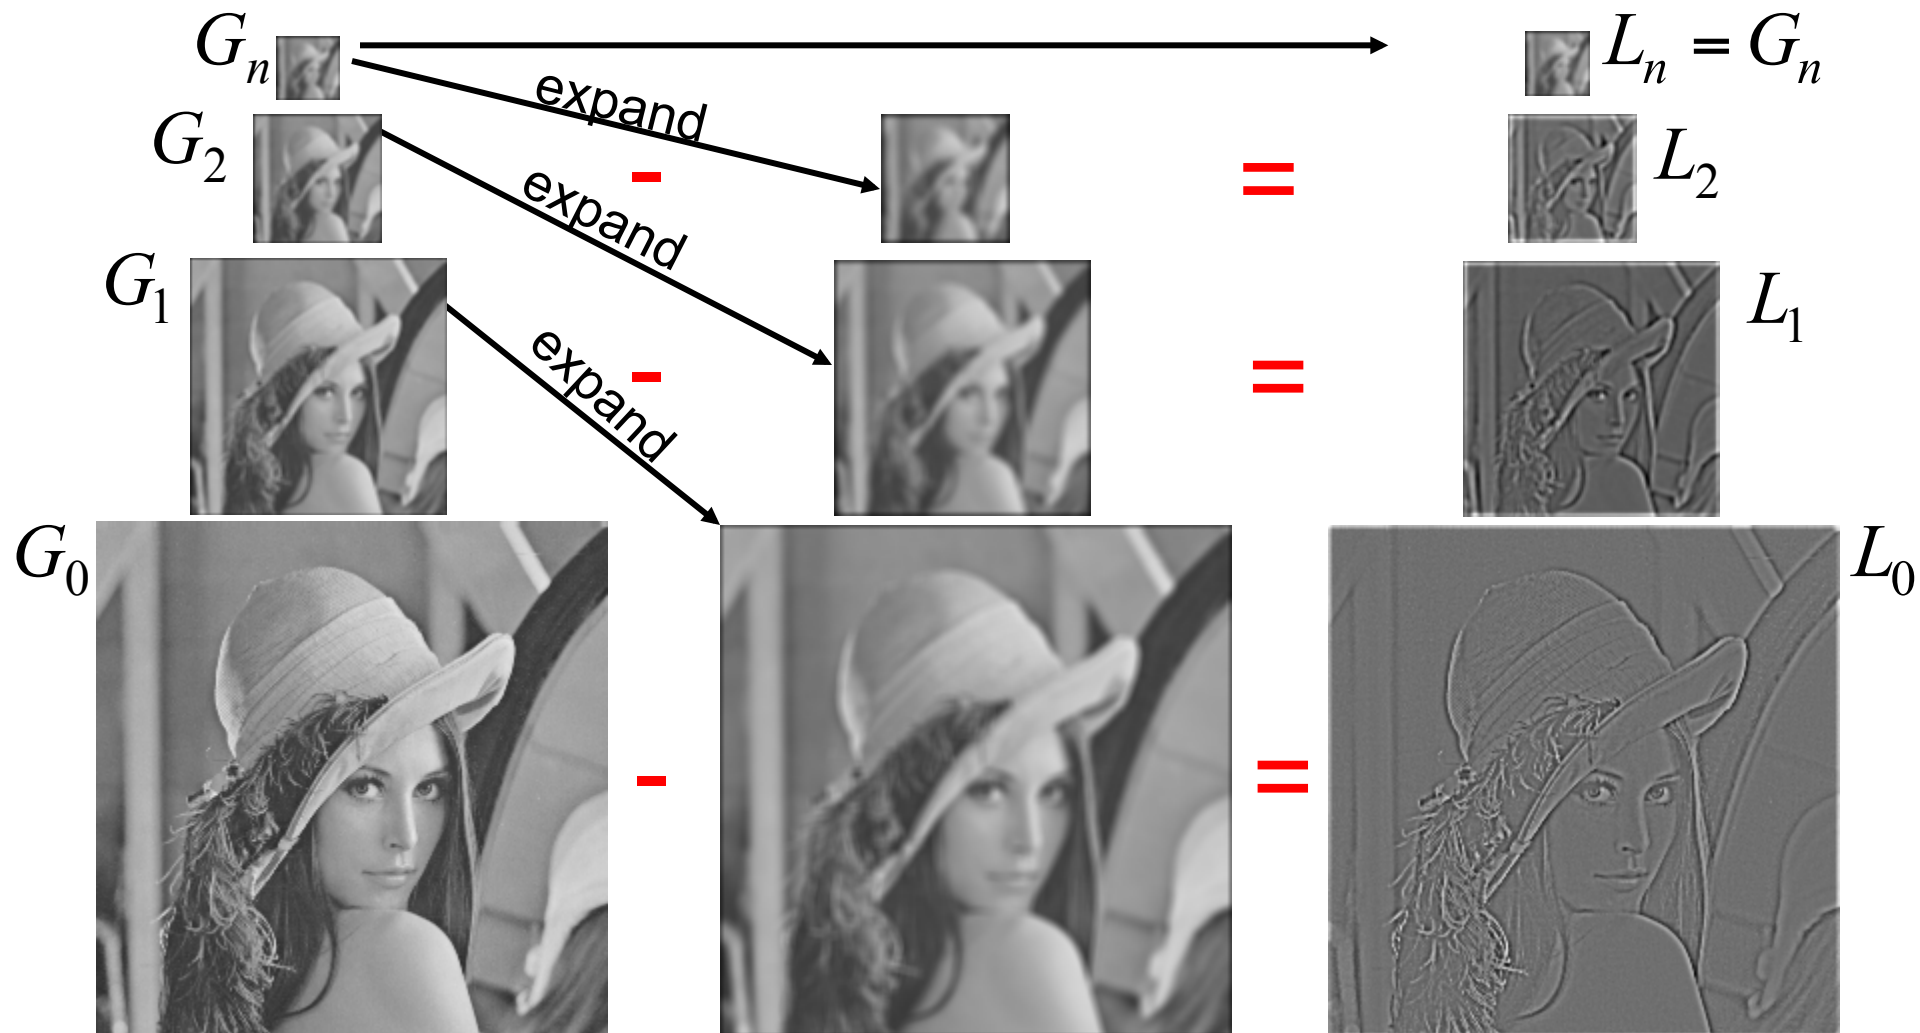 Gₙ expand Lₙ = Gₙ
G₂ - expand = L₂
G₁ - expand = L₁
G₀ - = L₀